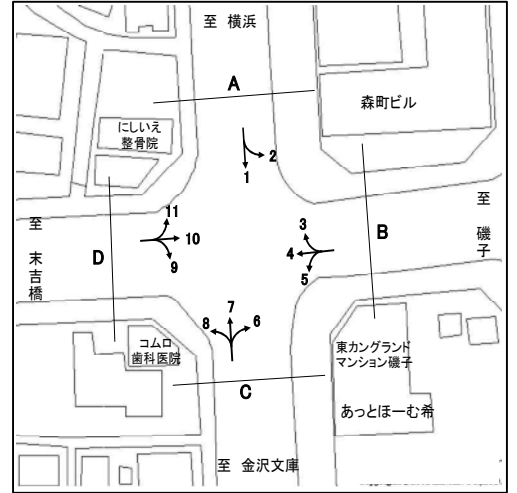 至 横浜
A
森町ビル
にしいえ
整骨院
2
1
11
10
9
3
4
5
至 磯子
B
至 末吉橋
D
7
8
6
コムロ
歯科医院
東カングランド
マンション磯子
C
あっとほーむ希
至 金沢文庫